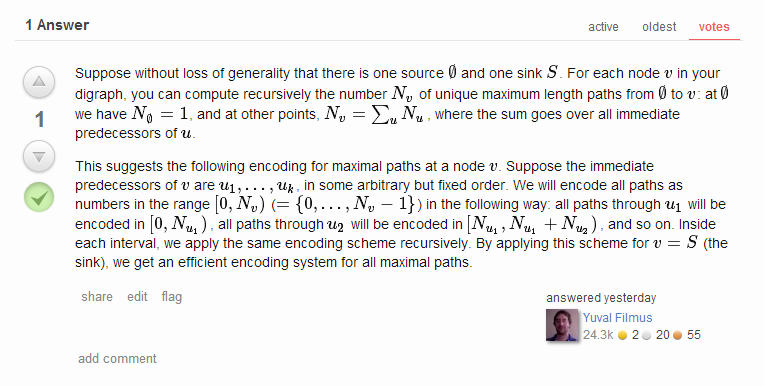 1 Answer
active oldest votes
Suppose without loss of generality that there is one source ∅ and one sink S. For each node v in your
digraph, you can compute recursively the number N_v of unique maximum length paths from ∅ to v: at ∅
we have N_∅ = 1, and at other points, N_v = ∑_u N_u, where the sum goes over all immediate
predecessors of u.
1
This suggests the following encoding for maximal paths at a node v. Suppose the immediate
predecessors of v are u_1, ..., u_k, in some arbitrary but fixed order. We will encode all paths as
numbers in the range [0, N_v) (= {0, ..., N_v − 1}) in the following way: all paths through u_1 will be
encoded in [0, N_{u_1}), all paths through u_2 will be encoded in [N_{u_1}, N_{u_1} + N_{u_2}), and so on. Inside
each interval, we apply the same encoding scheme recursively. By applying this scheme for v = S (the
sink), we get an efficient encoding system for all maximal paths.
share edit flag
answered yesterday
Yuval Filmus
24.3k 2 20 55
add comment